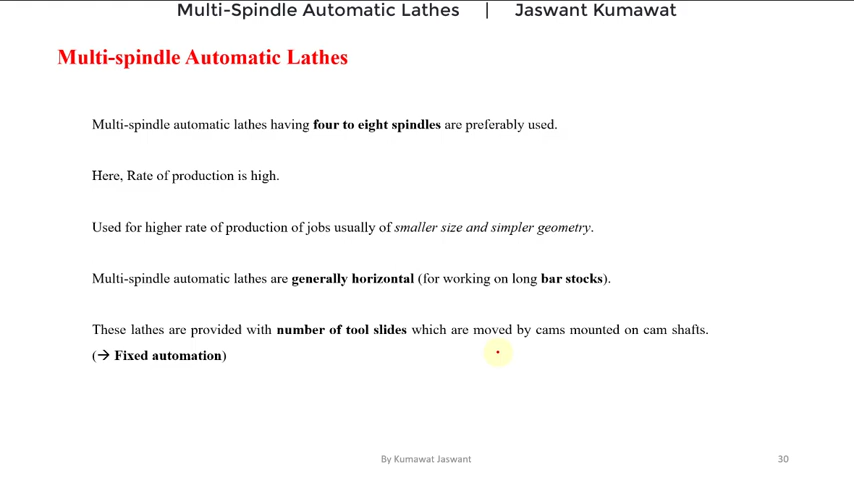 Multi-Spindle Automatic Lathes | Jaswant Kumawat
Multi-spindle Automatic Lathes
Multi-spindle automatic lathes having four to eight spindles are preferably used.
Here, Rate of production is high.
Used for higher rate of production of jobs usually of smaller size and simpler geometry.
Multi-spindle automatic lathes are generally horizontal (for working on long bar stocks).
These lathes are provided with number of tool slides which are moved by cams mounted on cam shafts.
(→ Fixed automation)
By Kumawat Jaswant
30